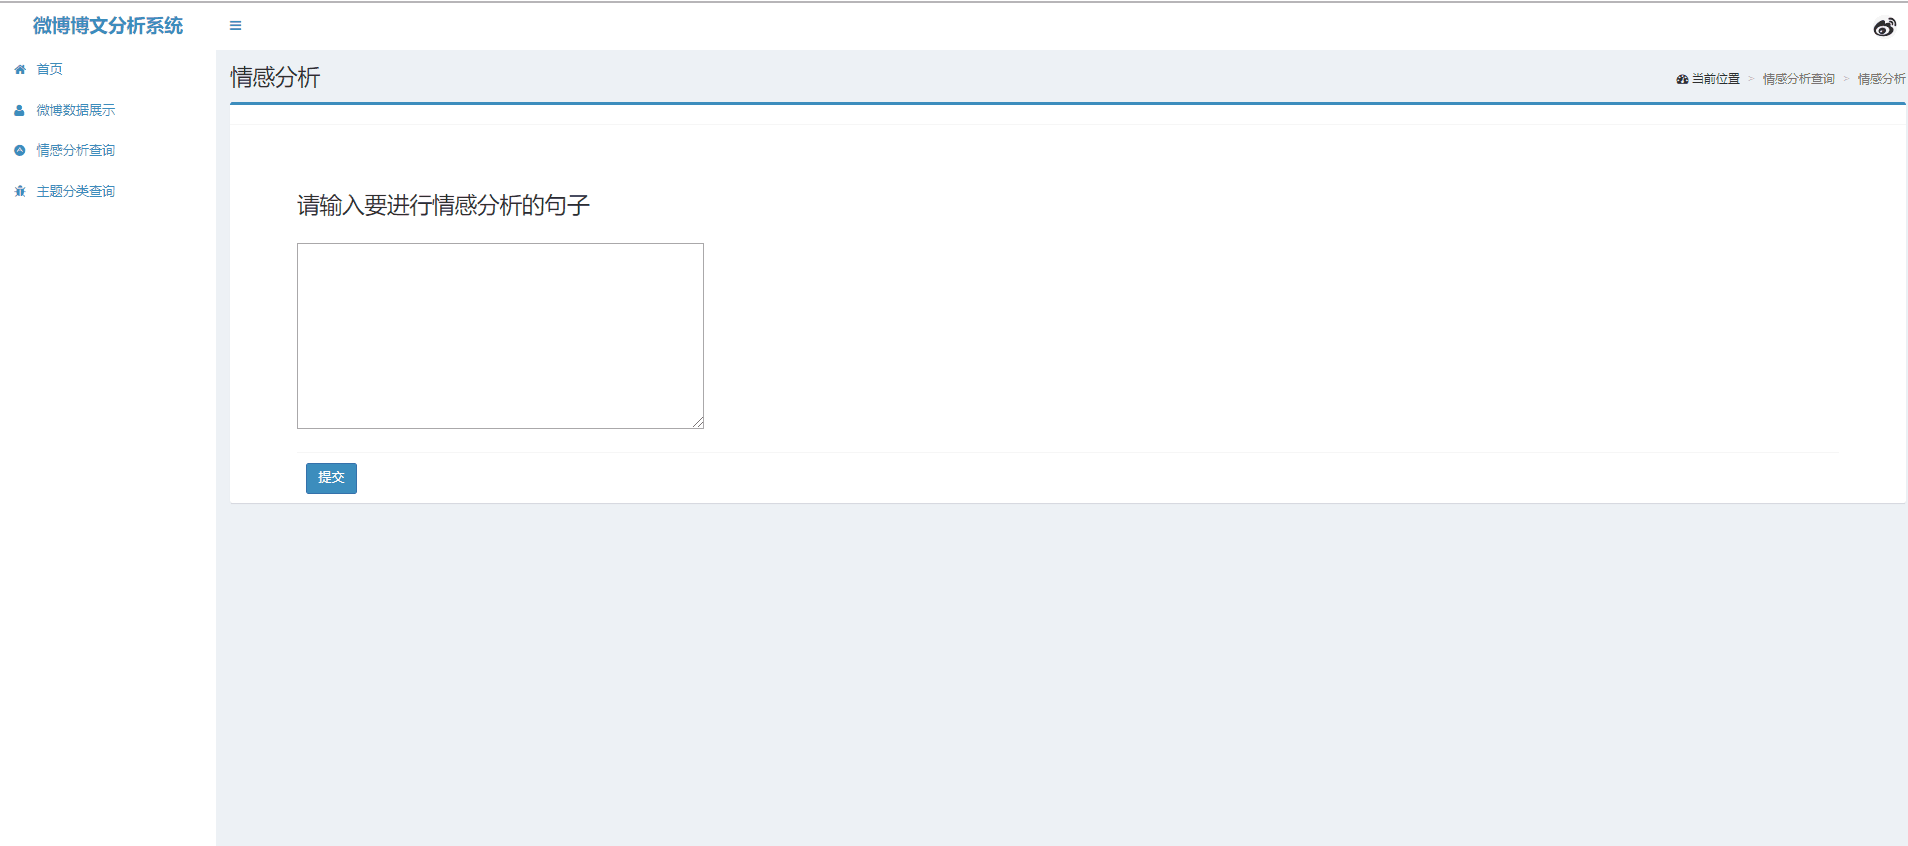 微博博文分析系统
首页
微博数据展示
情感分析查询
主题分类查询
情感分析
当前位置 > 情感分析查询 > 情感分析
请输入要进行情感分析的句子
提交